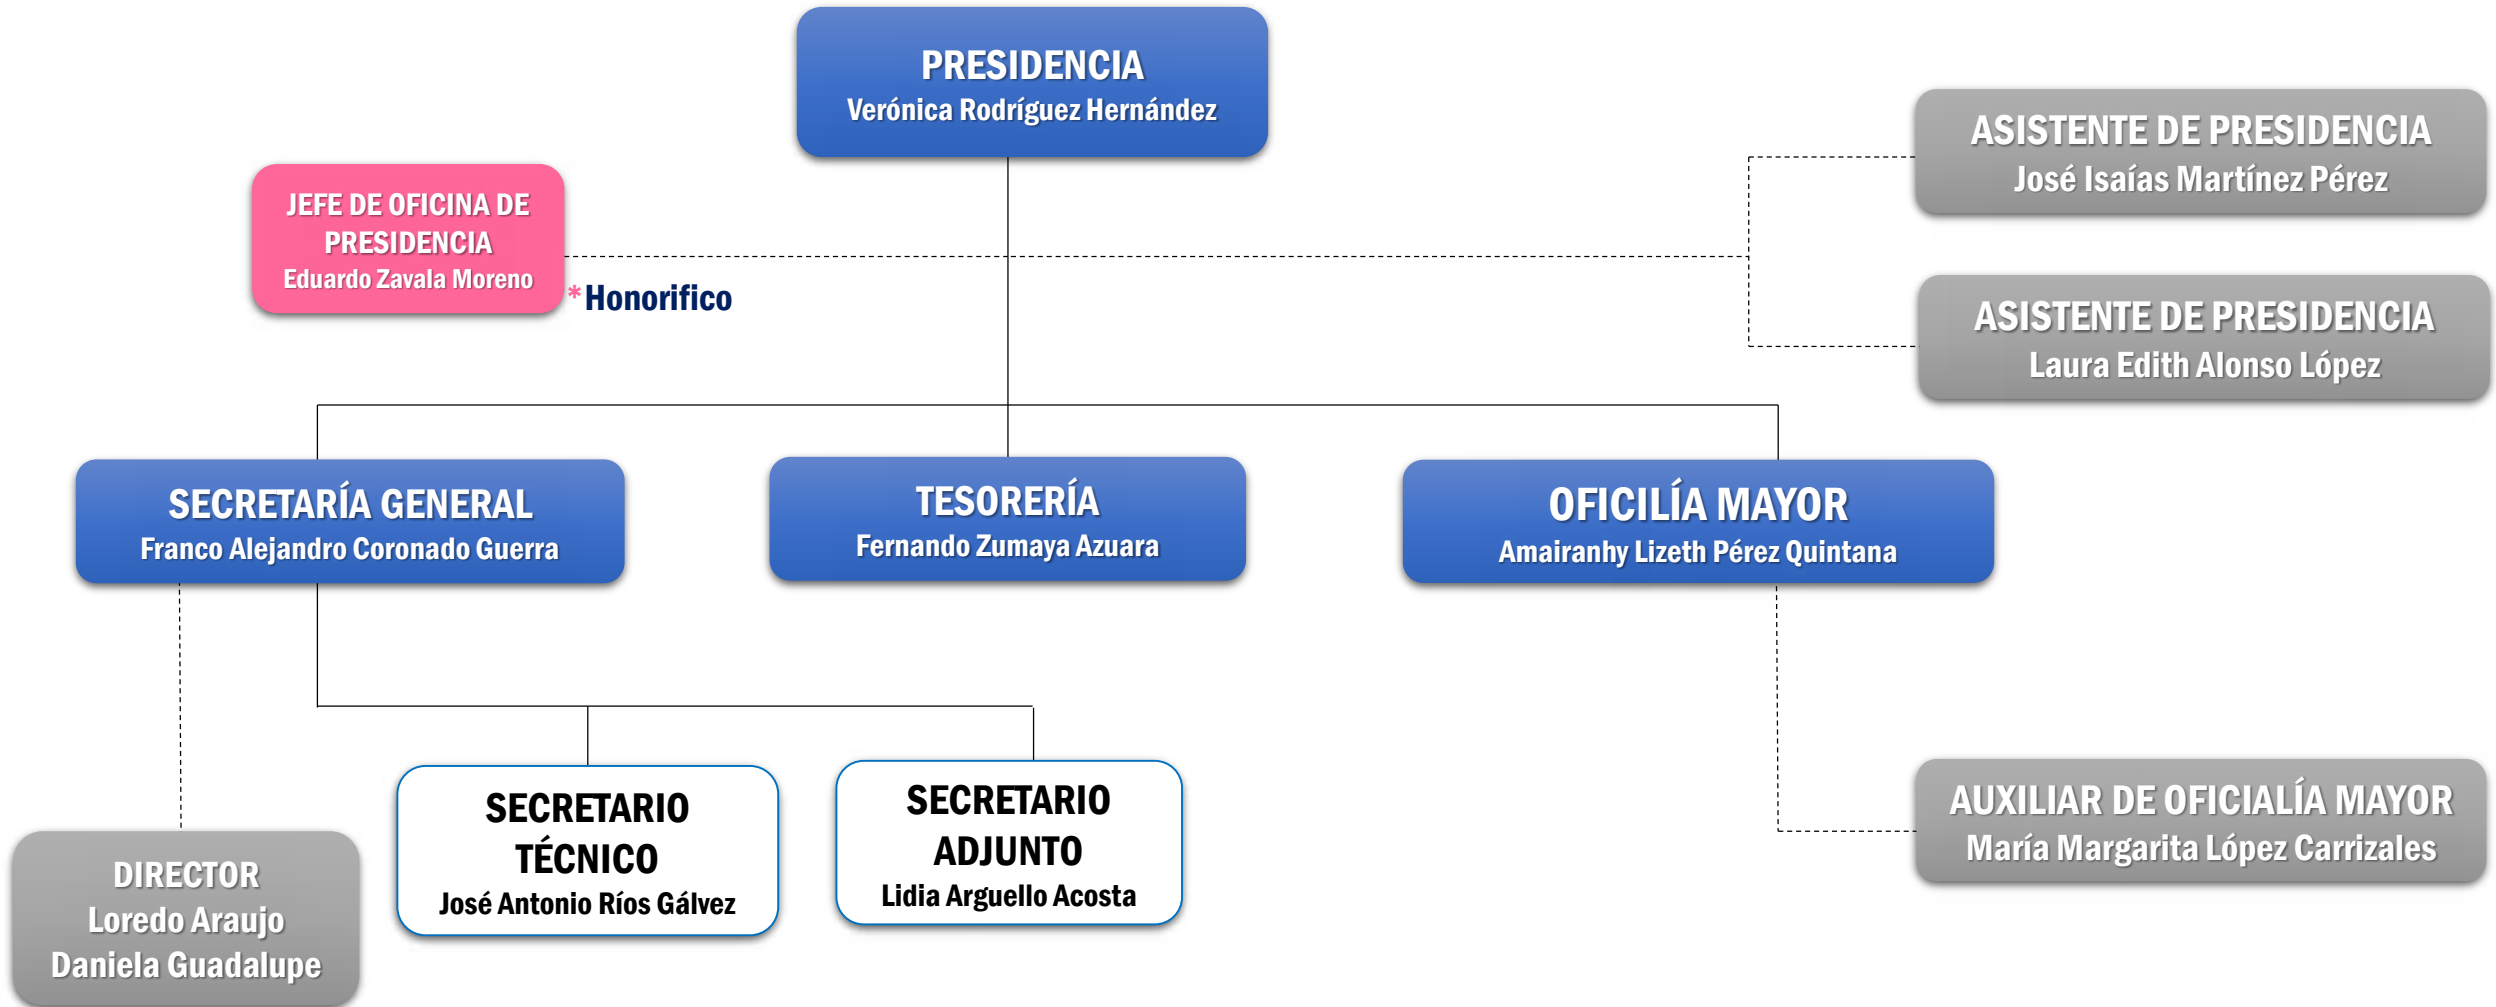 PRESIDENCIA
Verónica Rodríguez Hernández
ASISTENTE DE PRESIDENCIA
José Isaías Martínez Pérez
JEFE DE OFICINA DE
PRESIDENCIA
Eduardo Zavala Moreno
*Honorifico
ASISTENTE DE PRESIDENCIA
Laura Edith Alonso López
SECRETARÍA GENERAL
Franco Alejandro Coronado Guerra
TESORERÍA
Fernando Zumaya Azuara
OFICILÍA MAYOR
Amairanhy Lizeth Pérez Quintana
DIRECTOR
Loredo Araujo
Daniela Guadalupe
SECRETARIO
TÉCNICO
José Antonio Ríos Gálvez
SECRETARIO
ADJUNTO
Lidia Arguello Acosta
AUXILIAR DE OFICIALÍA MAYOR
María Margarita López Carrizales